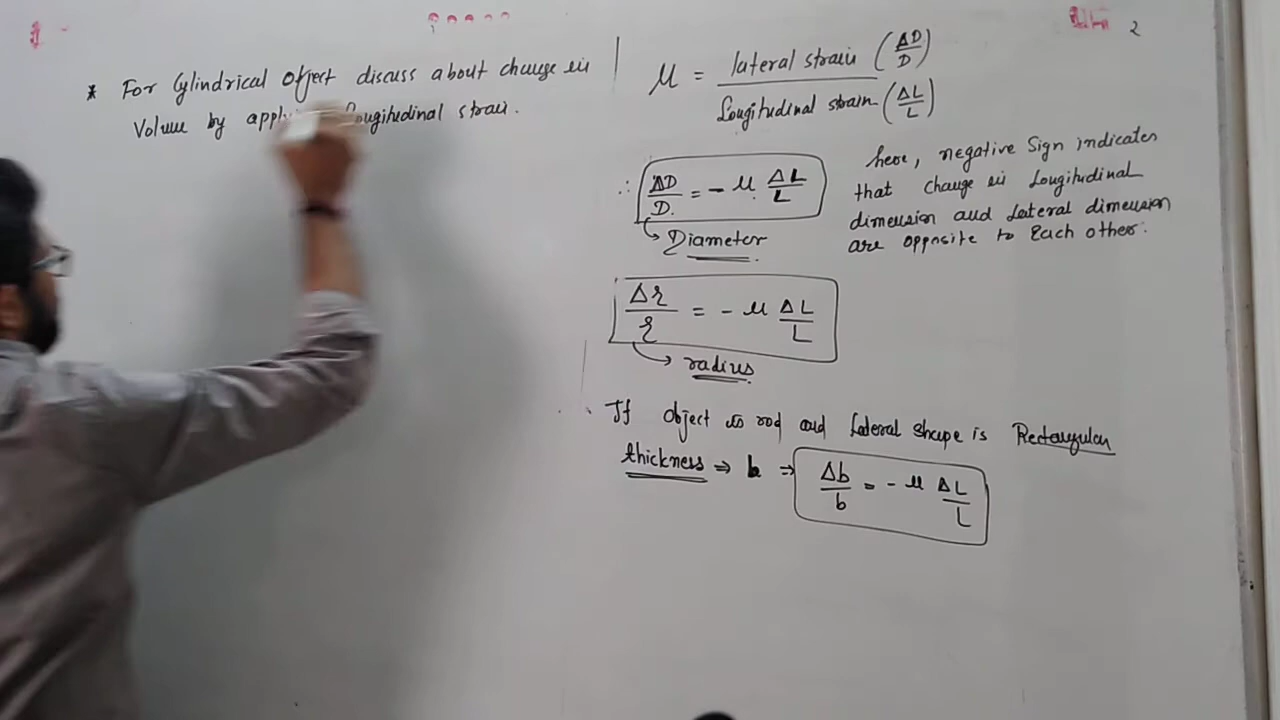 * For Cylindrical object discuss about change in
Volume by longitudinal strain.
2
μ = lateral strain (ΔD/D)
Longitudinal strain (ΔL/L)
∴ ΔD/D. = - μ ΔL/L
Diameter
here, negative Sign indicates
that change in Longitudinal
dimension and Lateral dimension
are opposite to Each other.
Δr/r = - μ ΔL/L
radius
If object is rod and Lateral Shape is Rectangular
thickness ⇒ b ⇒ Δb/b = - μ ΔL/L